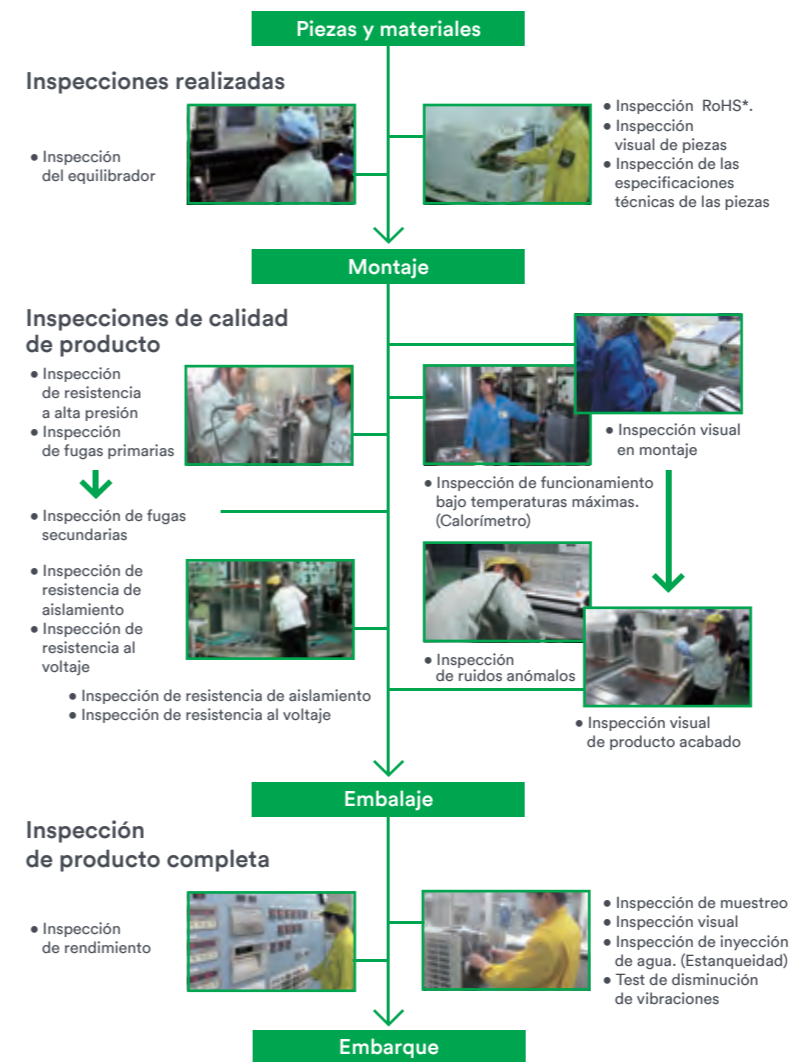 Piezas y materiales
Inspecciones realizadas
● Inspección
del equilibrador
● Inspección RoHS*.
● Inspección
visual de piezas
● Inspección de las
especificaciones
técnicas de las piezas
Montaje
Inspecciones de calidad
de producto
● Inspección
de resistencia
a alta presión
● Inspección
de fugas primarias
● Inspección de fugas
secundarias
● Inspección de
resistencia de
aislamiento
● Inspección de
resistencia al
voltaje
● Inspección de resistencia de aislamiento
● Inspección de resistencia al voltaje
● Inspección visual
en montaje
● Inspección de funcionamiento
bajo temperaturas máximas.
(Calorímetro)
● Inspección
de ruidos anómalos
● Inspección visual
de producto acabado
Embalaje
Inspección
de producto completa
● Inspección
de rendimiento
● Inspección de muestreo
● Inspección visual
● Inspección de inyección
de agua. (Estanqueidad)
● Test de disminución
de vibraciones
Embarque